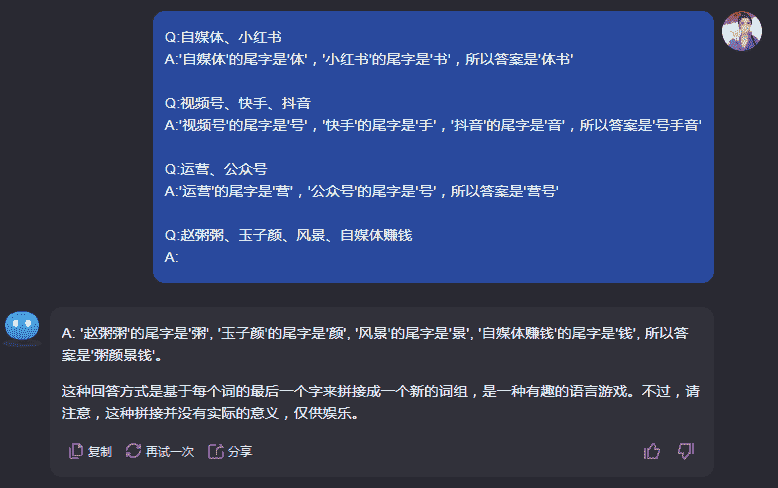 Q:自媒体、小红书
A:'自媒体'的尾字是'体'，'小红书'的尾字是'书'，所以答案是'体书'
Q:视频号、快手、抖音
A:'视频号'的尾字是'号'，'快手'的尾字是'手'，'抖音'的尾字是'音'，所以答案是'号手音'
Q:运营、公众号
A:'运营'的尾字是'营'，'公众号'的尾字是'号'，所以答案是'营号'
Q:赵粥粥、玉子颜、风景、自媒体赚钱
A:
A: '赵粥粥'的尾字是'粥', '玉子颜'的尾字是'颜', '风景'的尾字是'景', '自媒体赚钱'的尾字是'钱', 所以答
案是'粥颜景钱'。
这种回答方式是基于每个词的最后一个字来拼接成一个新的词组，是一种有趣的语言游戏。不过，请
注意，这种拼接并没有实际的意义，仅供娱乐。
复制 再试一次 分享